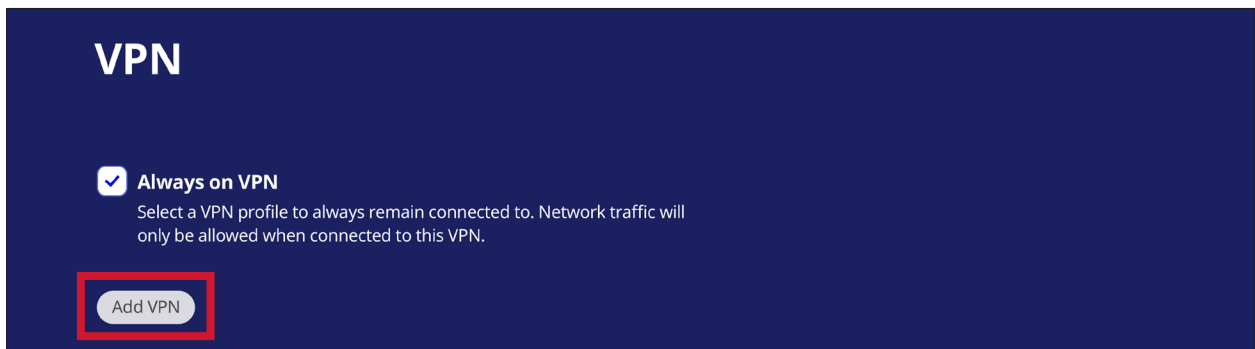 VPN
Always on VPN
Select a VPN profile to always remain connected to. Network traffic will
only be allowed when connected to this VPN.
Add VPN